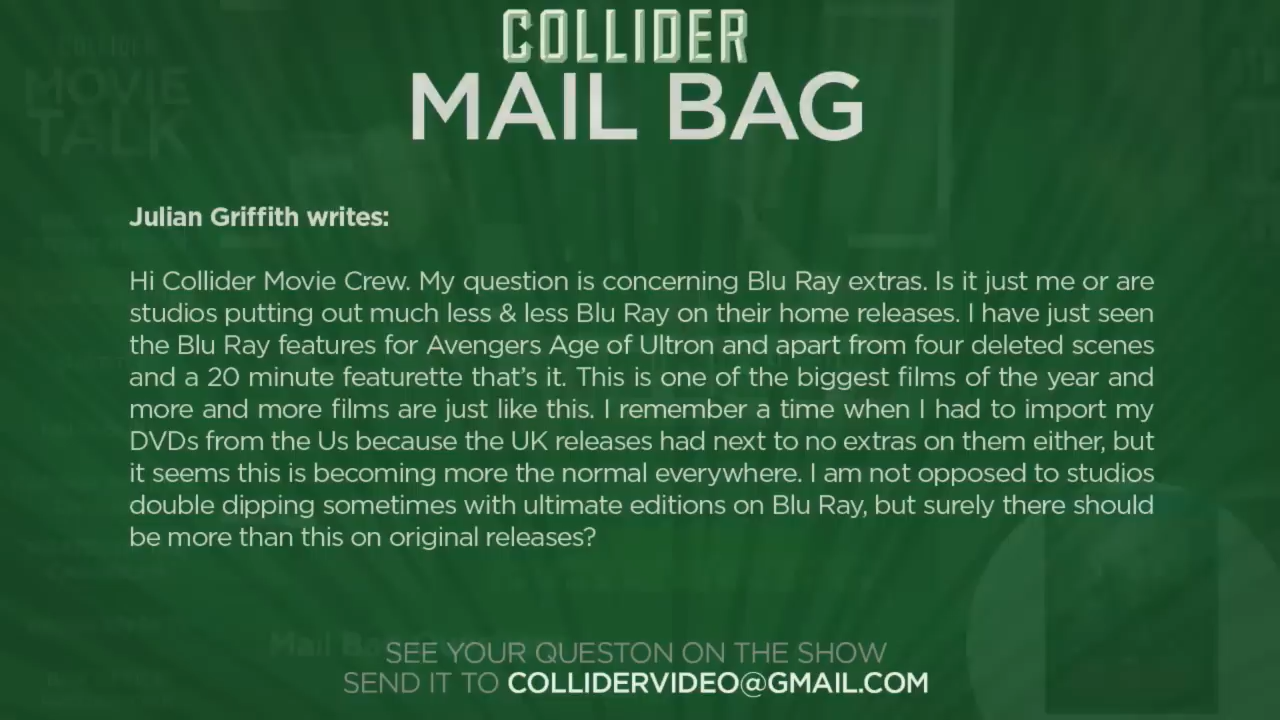 COLLIDER
MAIL BAG
Julian Griffith writes:
Hi Collider Movie Crew. My question is concerning Blu Ray extras. Is it just me or are
studios putting out much less & less Blu Ray on their home releases. I have just seen
the Blu Ray features for Avengers Age of Ultron and apart from four deleted scenes
and a 20 minute featurette that's it. This is one of the biggest films of the year and
more and more films are just like this. I remember a time when I had to import my
DVDs from the Us because the UK releases had next to no extras on them either, but
it seems this is becoming more the normal everywhere. I am not opposed to studios
double dipping sometimes with ultimate editions on Blu Ray, but surely there should
be more than this on original releases?
SEE YOUR QUESTON ON THE SHOW
SEND IT TO COLLIDERVIDEO@GMAIL.COM
COLLIDER
MOVIE
TALK
Mail B